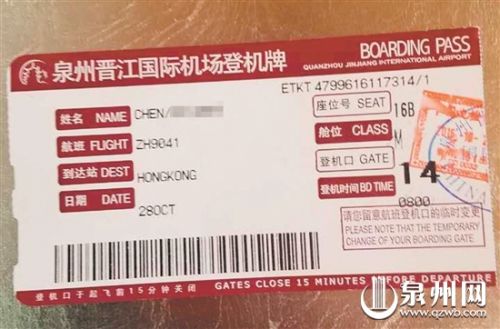 泉州晋江国际机场登机牌
BOARDING PASS
QUANZHOU JINJIANG INTERNATIONAL AIRPORT
ETKT 4799616117314/1
姓名 NAME CHEN/
座位号 SEAT 16B
航班 FLIGHT ZH9041
舱位 CLASS M
到达站 DEST HONGKONG
登机口 GATE 14
日期 DATE 28OCT
登机时间 BD TIME 0800
请您留意航班登机口的临时变更
PLEASE NOTE THAT THE TEMPORARY
CHANGE OF YOUR BOARDING GATE
登机口于起飞前15分钟关闭
GATES CLOSE 15 MINUTES BEFORE DEPARTURE
CHINA
泉州网
www.qzwb.com